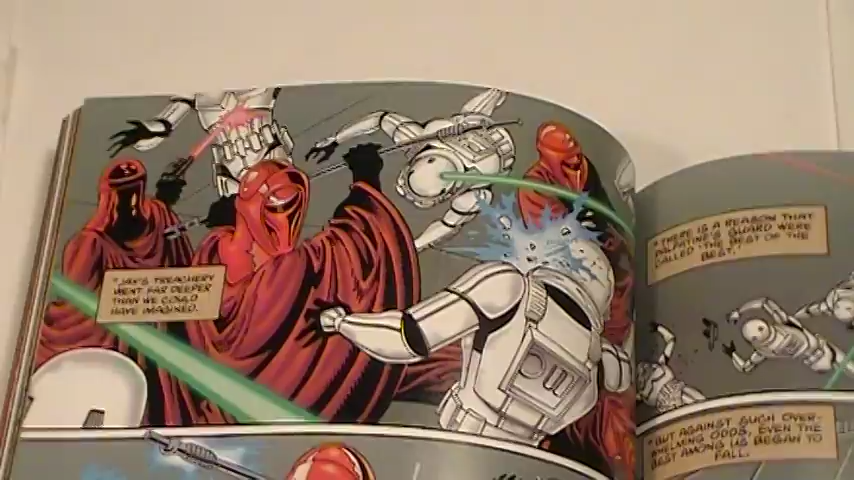 "JAX'S TREACHERY
WENT FAR DEEPER
THAN WE COULD
HAVE IMAGINED.
"THERE IS A REASON THAT
PALPATINE'S GUARD WERE
CALLED 'THE BEST OF THE
BEST.'"
"BUT AGAINST SUCH OVER-
WHELMING ODDS, EVEN THE
BEST AMONG US BEGAN TO
FALL.